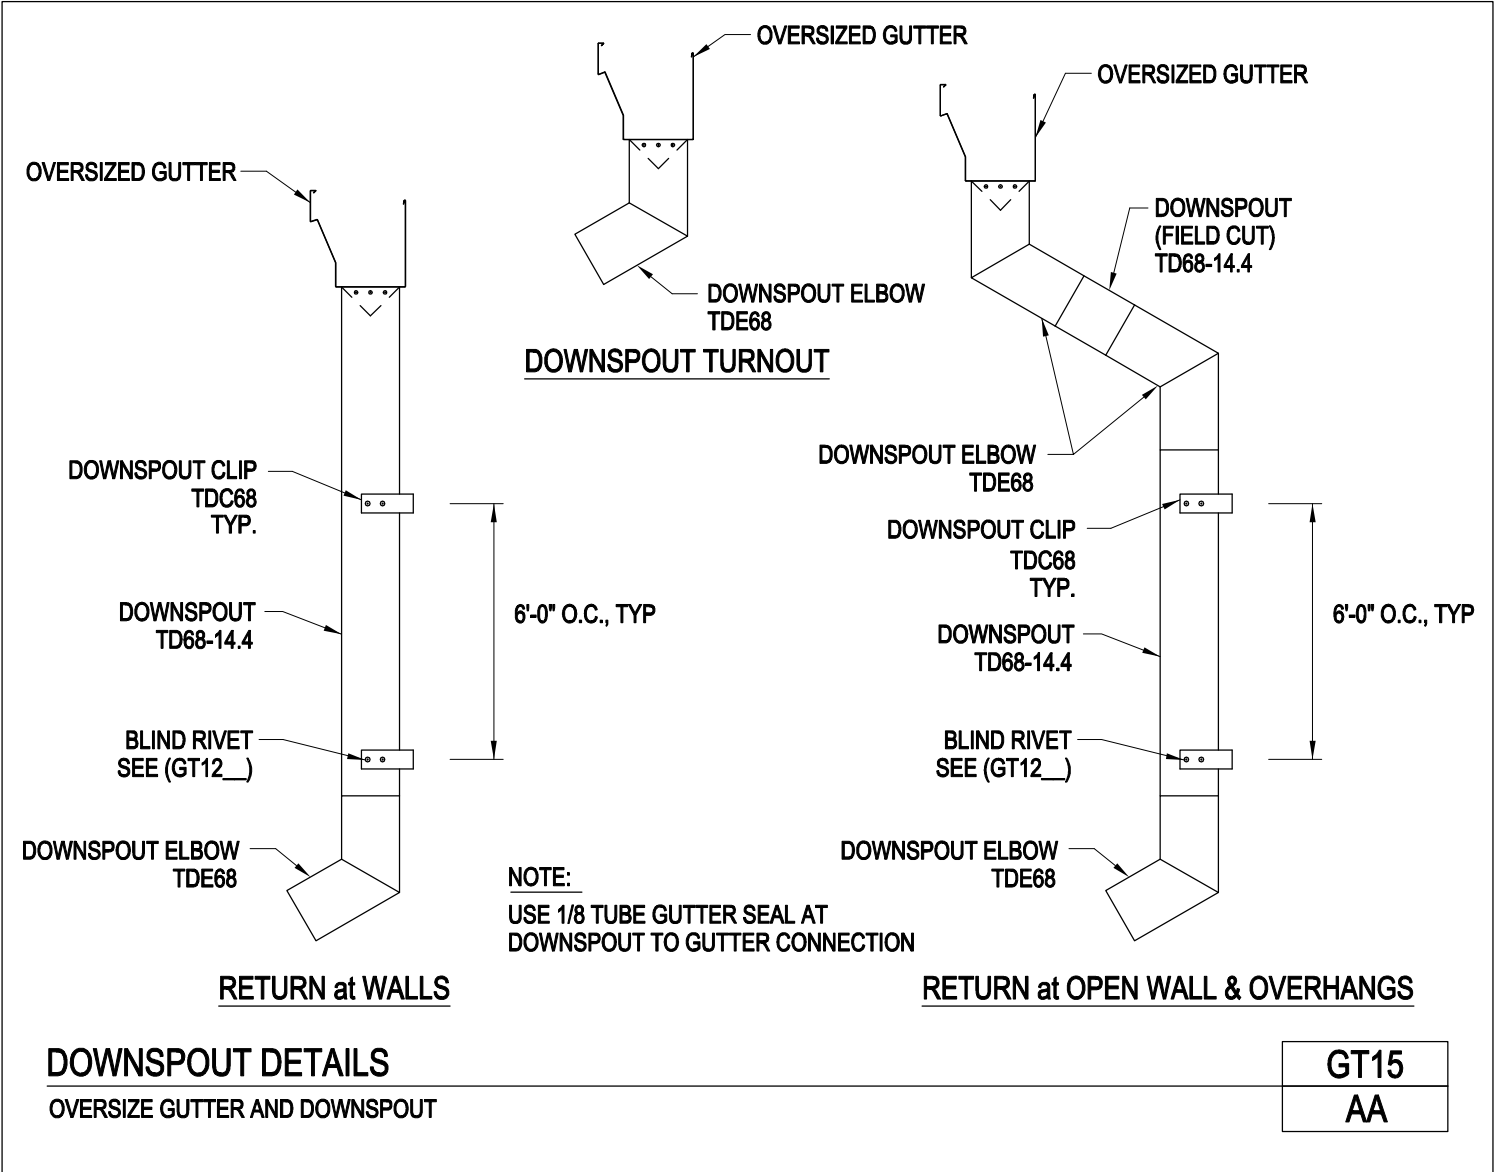 OVERSIZED GUTTER
OVERSIZED GUTTER
OVERSIZED GUTTER
DOWNSPOUT
(FIELD CUT)
TD68-14.4
DOWNSPOUT ELBOW
TDE68
DOWNSPOUT TURNOUT
DOWNSPOUT CLIP
TDC68
TYP.
DOWNSPOUT
TD68-14.4
6'-0" O.C., TYP
BLIND RIVET
SEE (GT12__)
DOWNSPOUT ELBOW
TDE68
RETURN at WALLS
DOWNSPOUT ELBOW
TDE68
DOWNSPOUT CLIP
TDC68
TYP.
DOWNSPOUT
TD68-14.4
6'-0" O.C., TYP
BLIND RIVET
SEE (GT12__)
DOWNSPOUT ELBOW
TDE68
NOTE:
USE 1/8 TUBE GUTTER SEAL AT
DOWNSPOUT TO GUTTER CONNECTION
RETURN at OPEN WALL & OVERHANGS
DOWNSPOUT DETAILS
OVERSIZE GUTTER AND DOWNSPOUT
GT15
AA